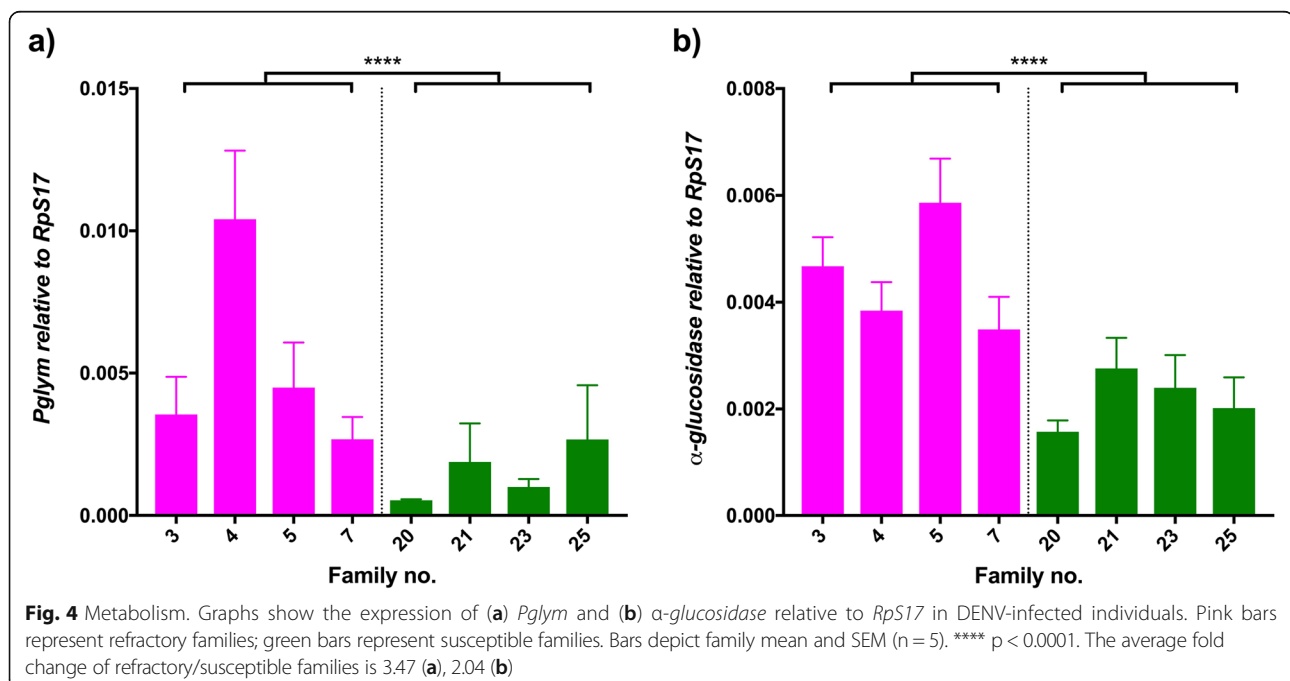 a)
****
0.015
0.010
0.005
0.000
Pglym relative to RpS17
3 4 5 7 20 21 23 25
Family no.
b)
****
0.008
0.006
0.004
0.002
0.000
α-glucosidase relative to RpS17
3 4 5 7 20 21 23 25
Family no.
Fig. 4 Metabolism. Graphs show the expression of (a) Pglym and (b) α-glucosidase relative to RpS17 in DENV-infected individuals. Pink bars
represent refractory families; green bars represent susceptible families. Bars depict family mean and SEM (n = 5). **** p < 0.0001. The average fold
change of refractory/susceptible families is 3.47 (a), 2.04 (b)